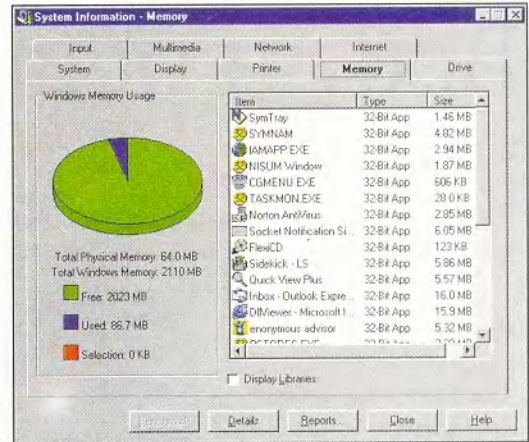 System Information - Memory
Input Multimedia Network Internet
System Display Printer Memory Drive
Windows Memory Usage
Total Physical Memory: 64.0 MB
Total Windows Memory: 2110 MB
Free: 2023 MB
Used: 86.7 MB
Selection: 0 KB
Item Type Size
SymTray 32-Bit App 1.46 MB
SYMNAM 32-Bit App 4.82 MB
IAMAPP EXE 32-Bit App 2.94 MB
NISUM Window 32-Bit App 1.87 MB
CGMENU EXE 32-Bit App 606 KB
TASKMON.EXE 32-Bit App 28.0 KB
Norton AntiVirus 32-Bit App 2.85 MB
Socket Notification Si... 32-Bit App 6.05 MB
FlexiCD 32-Bit App 123 KB
Sidekick - LS 32-Bit App 5.86 MB
Quick View Plus 32-Bit App 5.57 MB
Inbox - Outlook Expre... 32-Bit App 16.0 MB
DIViewer - Microsoft I... 32-Bit App 15.9 MB
enonymous advisor 32-Bit App 5.32 MB
Display Libraries
Details Reports... Close Help